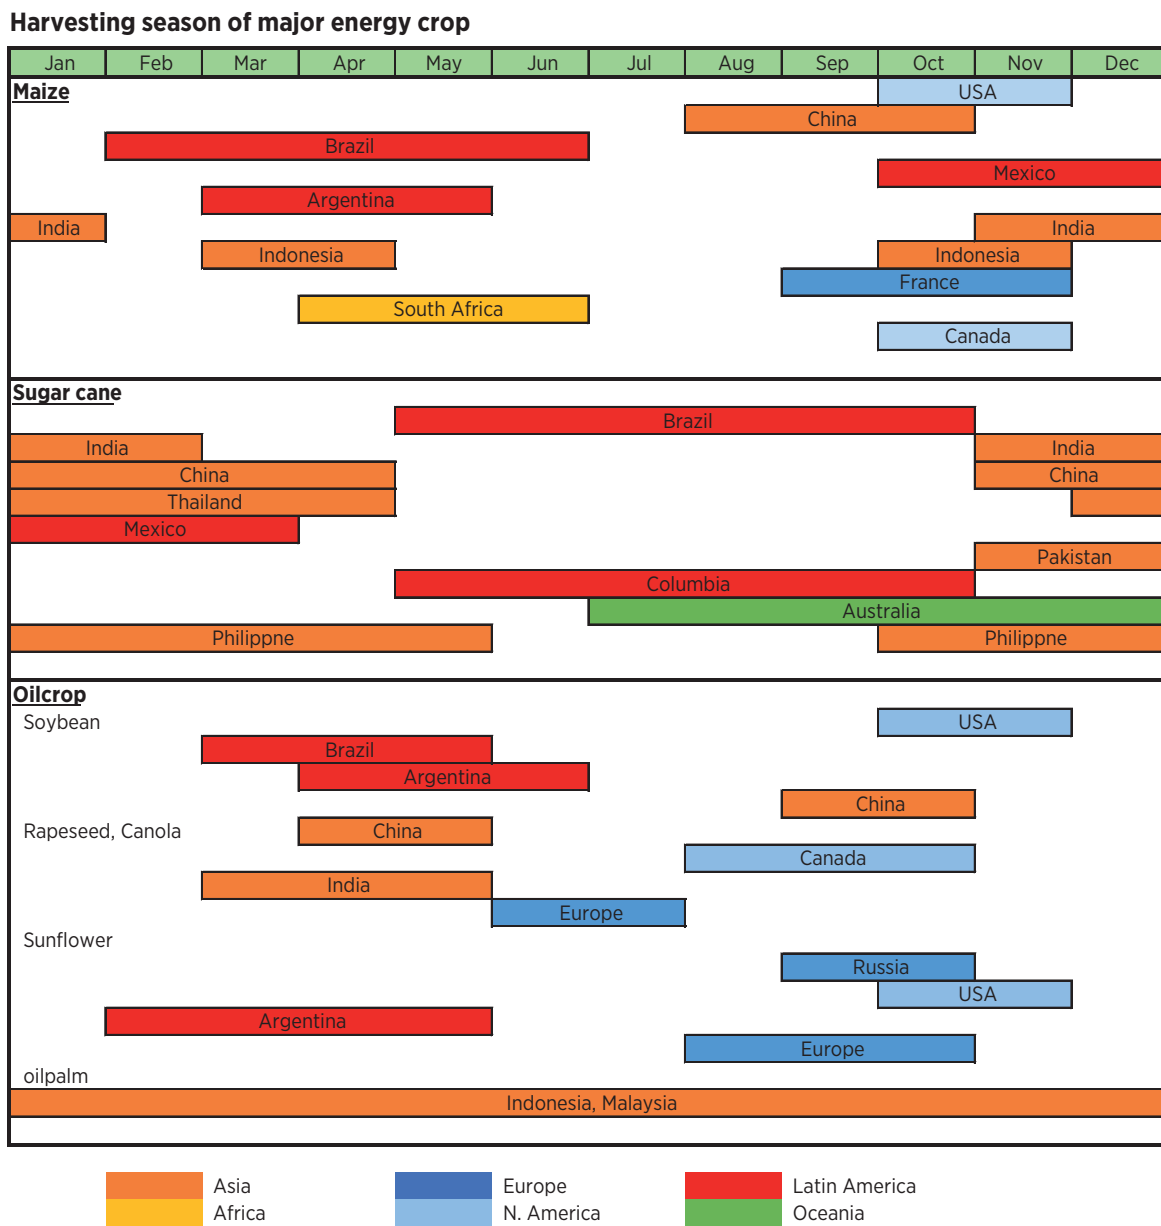 Harvesting season of major energy crop
Jan Feb Mar Apr May Jun Jul Aug Sep Oct Nov Dec
Maize USA
China
Brazil
Mexico
Argentina
India India
Indonesia Indonesia
France
South Africa
Canada
Sugar cane
Brazil
India India
China China
Thailand
Mexico
Pakistan
Columbia
Australia
Philippne Philippne
Oilcrop
Soybean USA
Brazil
Argentina
China
Rapeseed, Canola China
Canada
India
Europe
Sunflower
Russia
USA
Argentina
Europe
oilpalm
Indonesia, Malaysia
Asia Europe Latin America
Africa N. America Oceania